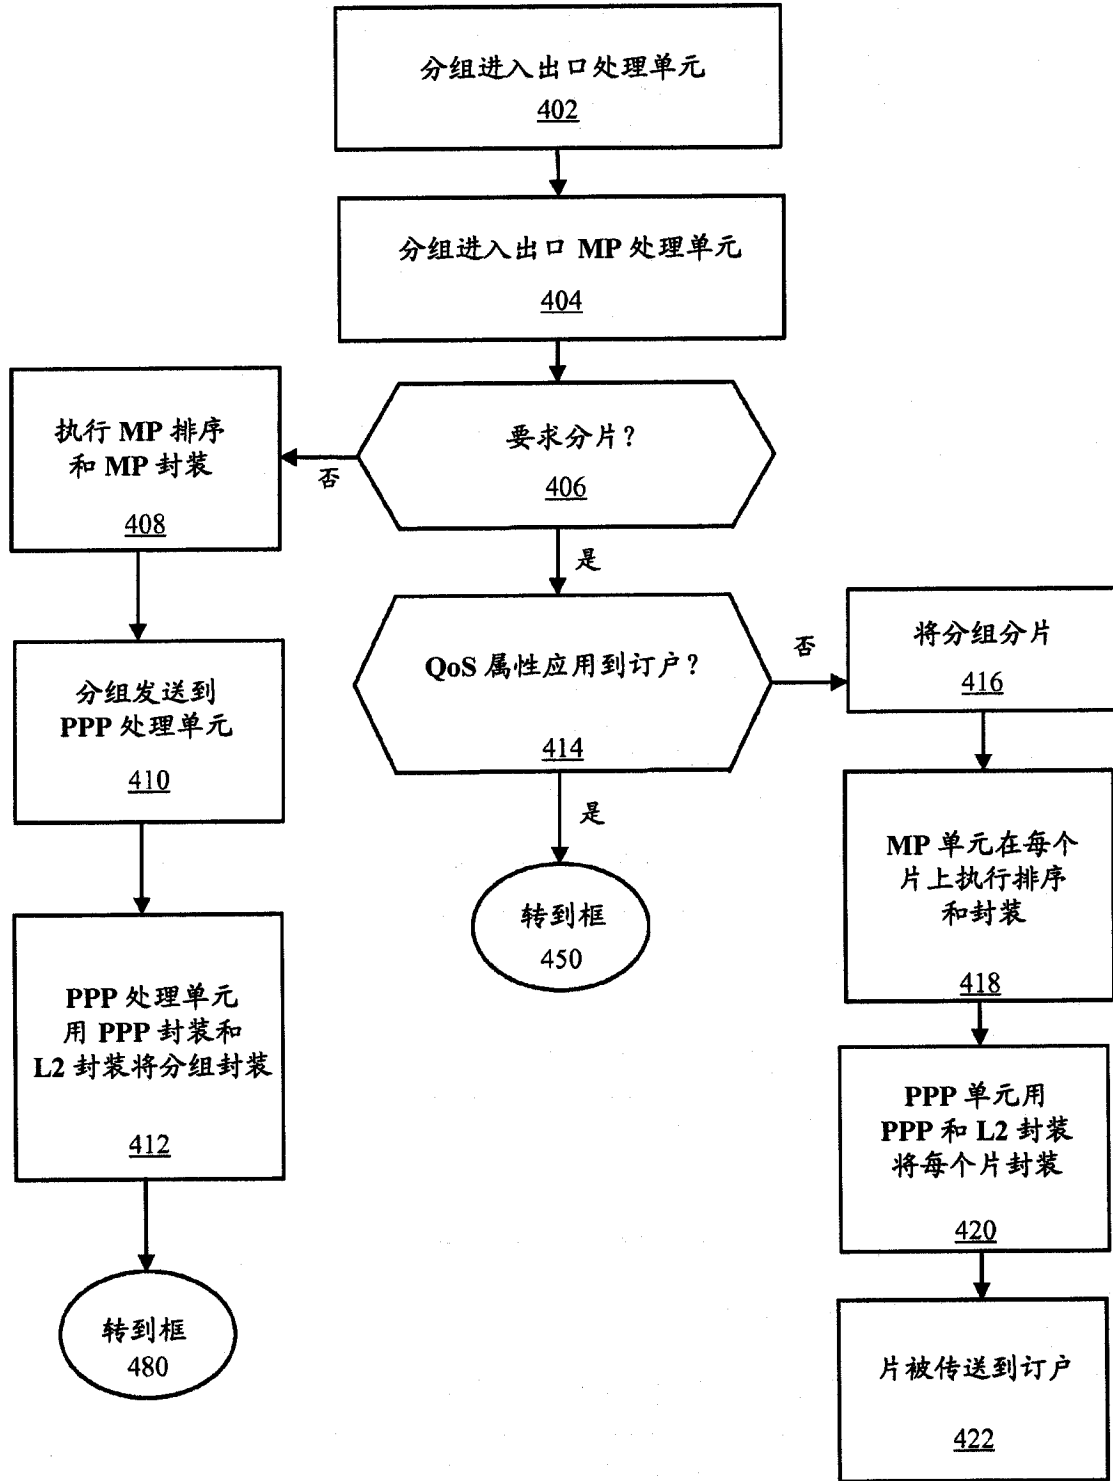 分组进入出口处理单元
402
分组进入出口 MP 处理单元
404
要求分片?
406
否
是
执行 MP 排序
和 MP 封装
408
分组发送到
PPP 处理单元
410
PPP 处理单元
用 PPP 封装和
L2 封装将分组封装
412
转到框
480
QoS 属性应用到订户?
414
否
是
转到框
450
将分组分片
416
MP 单元在每个
片上执行排序
和封装
418
PPP 单元用
PPP 和 L2 封装
将每个片封装
420
片被传送到订户
422